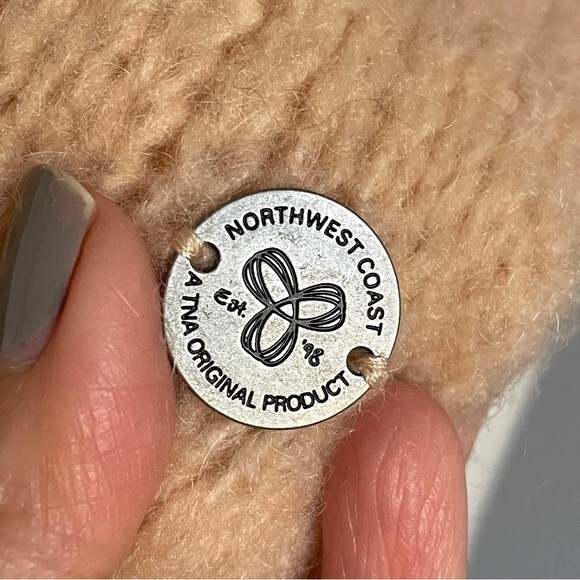 NORTHWEST COAST
Est. '98
A TNA ORIGINAL PRODUCT